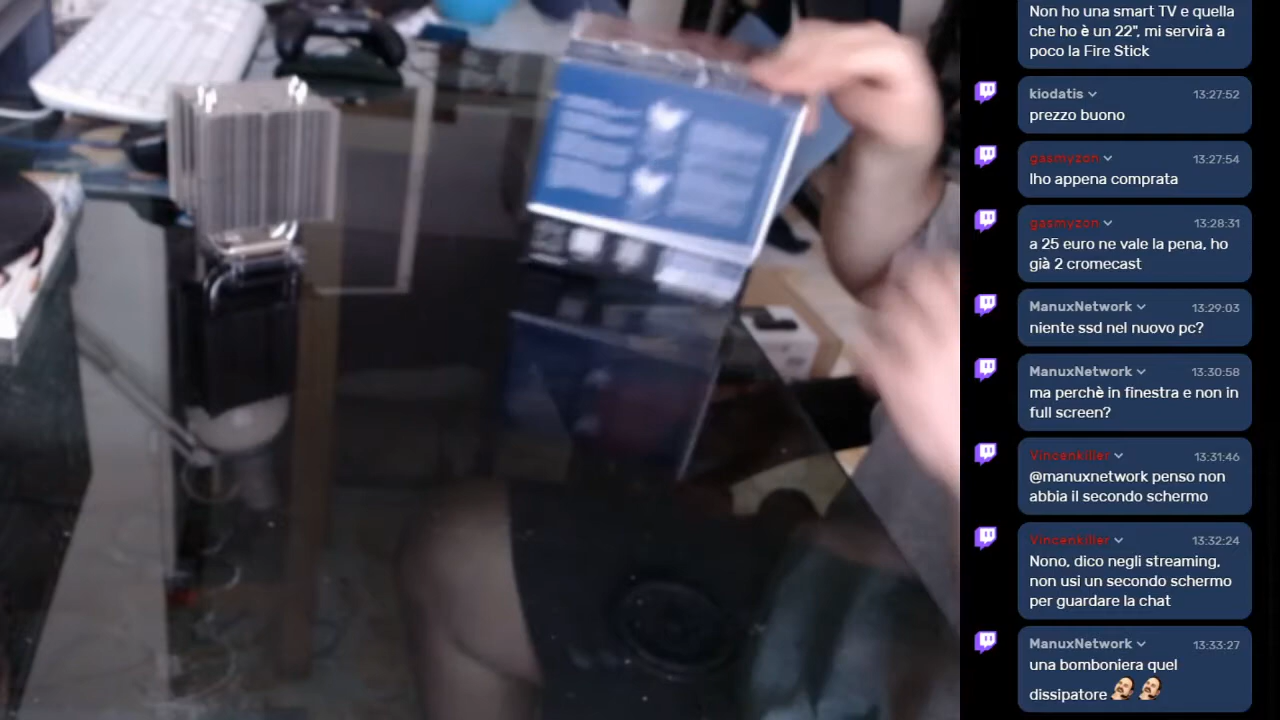 Non ho una smart TV e quella
che ho è un 22", mi servirà a
poco la Fire Stick
kiodatis
13:27:52
prezzo buono
gasmyzon
13:27:54
lho appena comprata
gasmyzon
13:28:31
a 25 euro ne vale la pena, ho
già 2 cromecast
ManuxNetwork
13:29:03
niente ssd nel nuovo pc?
ManuxNetwork
13:30:58
ma perchè in finestra e non in
full screen?
Vincenkiller
13:31:46
@manuxnetwork penso non
abbia il secondo schermo
Vincenkiller
13:32:24
Nono, dico negli streaming,
non usi un secondo schermo
per guardare la chat
ManuxNetwork
13:33:27
una bomboniera quel
dissipatore